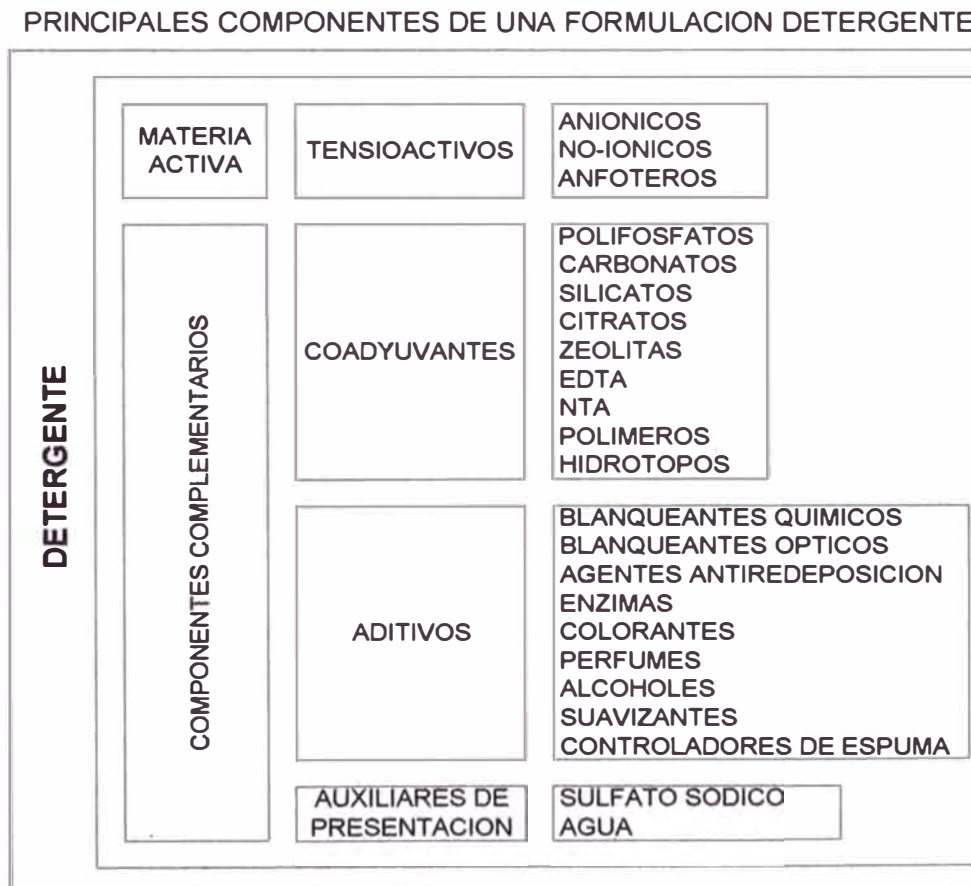 PRINCIPALES COMPONENTES DE UNA FORMULACION DETERGENTE
DETERGENTE
MATERIA
ACTIVA
TENSIOACTIVOS
ANIONICOS
NO-IONICOS
ANFOTEROS
COMPONENTES COMPLEMENTARIOS
COADYUVANTES
POLIFOSFATOS
CARBONATOS
SILICATOS
CITRATOS
ZEOLITAS
EDTA
NTA
POLIMEROS
HIDROTOPOS
ADITIVOS
BLANQUEANTES QUIMICOS
BLANQUEANTES OPTICOS
AGENTES ANTIREDEPOSICION
ENZIMAS
COLORANTES
PERFUMES
ALCOHOLES
SUAVIZANTES
CONTROLADORES DE ESPUMA
AUXILIARES DE
PRESENTACION
SULFATO SODICO
AGUA